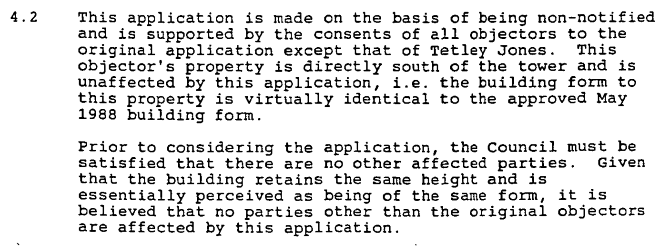 4.2 This application is made on the basis of being non-notified
and is supported by the consents of all objectors to the
original application except that of Tetley Jones. This
objector's property is directly south of the tower and is
unaffected by this application, i.e. the building form to
this property is virtually identical to the approved May
1988 building form.
Prior to considering the application, the Council must be
satisfied that there are no other affected parties. Given
that the building retains the same height and is
essentially perceived as being of the same form, it is
believed that no parties other than the original objectors
are affected by this application.